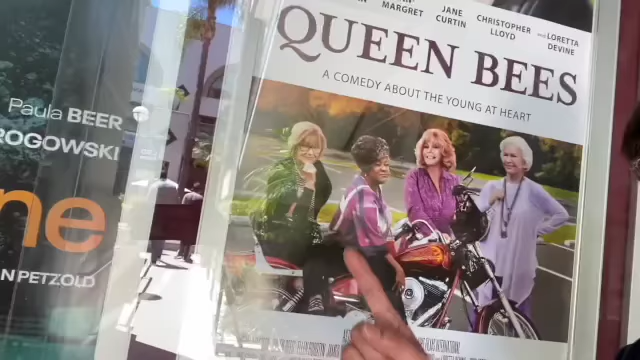 Paula BEER
ROGOWSKI
ne
N PETZOLD
MARGRET
JANE
CURTIN
CHRISTOPHER
LLOYD
AND LORETTA
DEVINE
QUEEN BEES
A COMEDY ABOUT THE YOUNG AT HEART